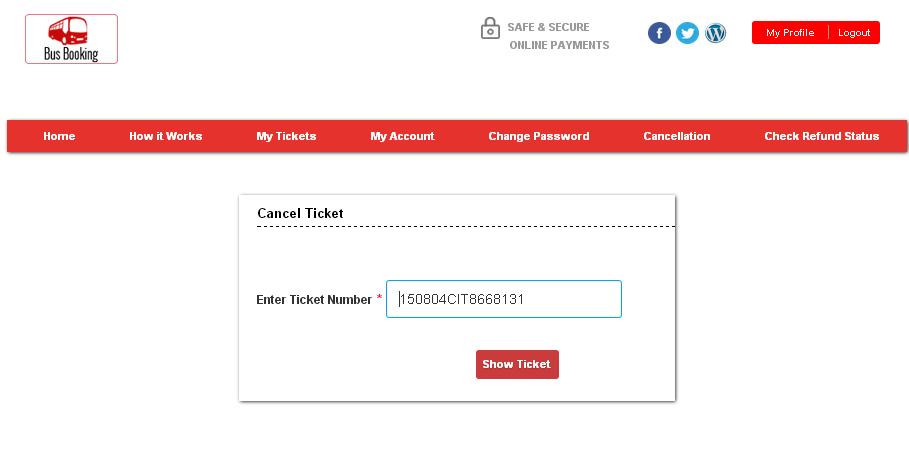 Bus Booking
SAFE & SECURE
ONLINE PAYMENTS
My Profile | Logout
Home How it Works My Tickets My Account Change Password Cancellation Check Refund Status
Cancel Ticket
Enter Ticket Number * 150804CIT8668131
Show Ticket